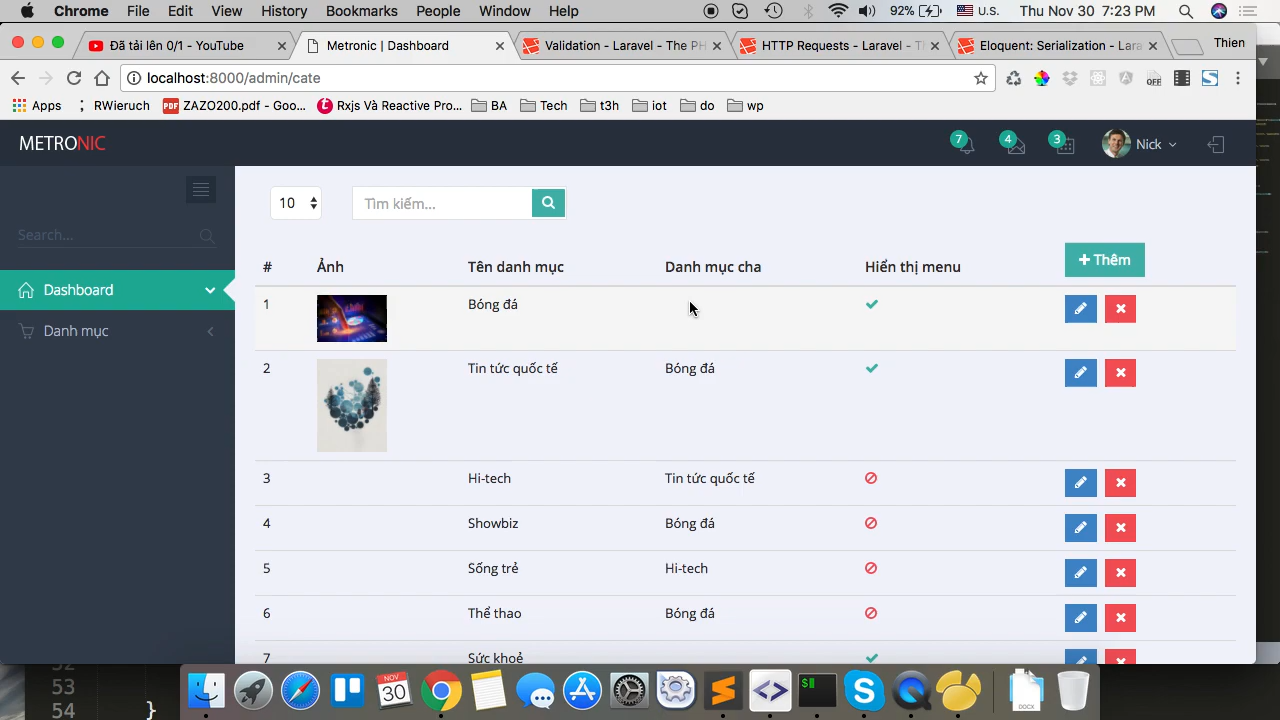 Chrome File Edit View History Bookmarks People Window Help 92% U.S. Thu Nov 30 7:23 PM
Đã tải lên 0/1 - YouTube Metronic | Dashboard Validation - Laravel - The PH HTTP Requests - Laravel - Eloquent: Serialization - Lara Thien
localhost:8000/admin/cate OFF
Apps RWieruch PDF ZAZO200.pdf - Goo... Rxjs Và Reactive Pro... BA Tech t3h iot do wp
METRONIC 7 4 3 Nick
10 Tìm kiếm...
Search...
# Ảnh Tên danh mục Danh mục cha Hiển thị menu Thêm
Dashboard
Danh mục
1 Bóng đá
2 Tin tức quốc tế Bóng đá
3 Hi-tech Tin tức quốc tế
4 Showbiz Bóng đá
5 Sống trẻ Hi-tech
6 Thể thao Bóng đá
7 Sức khoẻ
53
54 }
NOV 30
DOCX